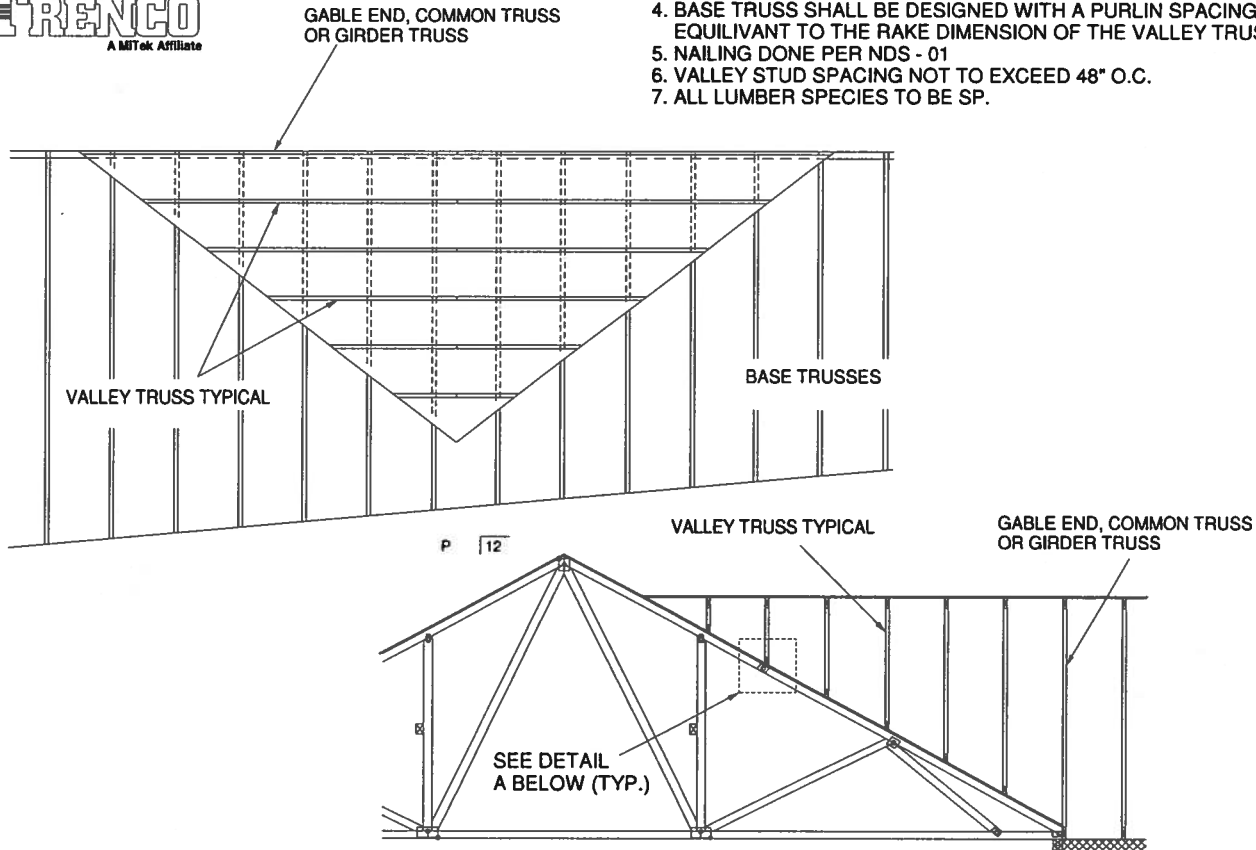 TRENCO
A MiTek Affiliate
GABLE END, COMMON TRUSS
OR GIRDER TRUSS
4. BASE TRUSS SHALL BE DESIGNED WITH A PURLIN SPACING
EQUILIVANT TO THE RAKE DIMENSION OF THE VALLEY
5. NAILING DONE PER NDS - 01
6. VALLEY STUD SPACING NOT TO EXCEED 48" O.C.
7. ALL LUMBER SPECIES TO BE SP.
VALLEY TRUSS TYPICAL
BASE TRUSSES
P 12
VALLEY TRUSS TYPICAL
GABLE END, COMMON TRUSS
OR GIRDER TRUSS
SEE DETAIL
A BELOW (TYP.)